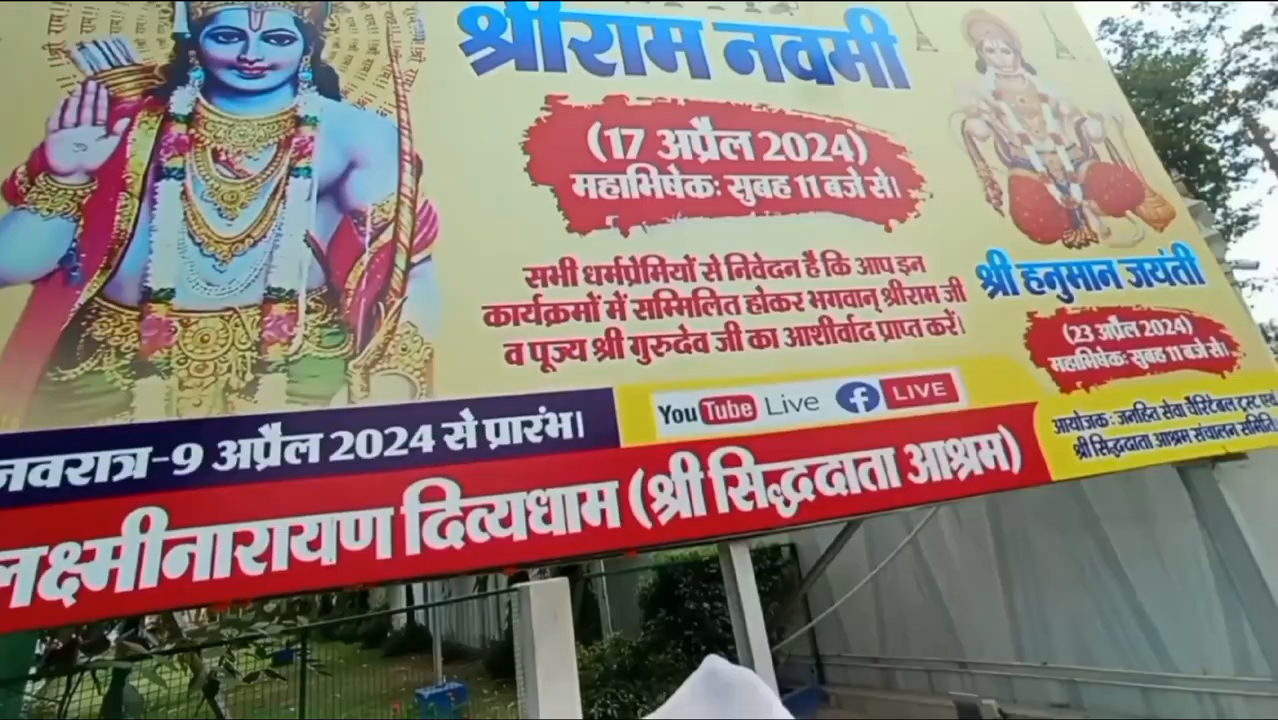 श्रीराम नवमी
(17 अप्रैल 2024)
महाभिषेकः सुबह 11 बजे से।
सभी धर्मप्रेमियों से निवेदन है कि आप इन
कार्यक्रमों में सम्मिलित होकर भगवान् श्रीराम जी
व पूज्य श्री गुरुदेव जी का आशीर्वाद प्राप्त करें।
श्री हनुमान जयंती
(23 अप्रैल 2024)
महाभिषेकः सुबह 11 बजे से।
नवरात्र-9 अप्रैल 2024 से प्रारंभ।
YouTube Live LIVE
आयोजक: जनहित सेवा चैरिटेबल ट्रस्ट एवं
श्री सिद्धदाता आश्रम संचालन समिति
लक्ष्मीनारायण दिव्यधाम (श्री सिद्धदाता आश्रम)